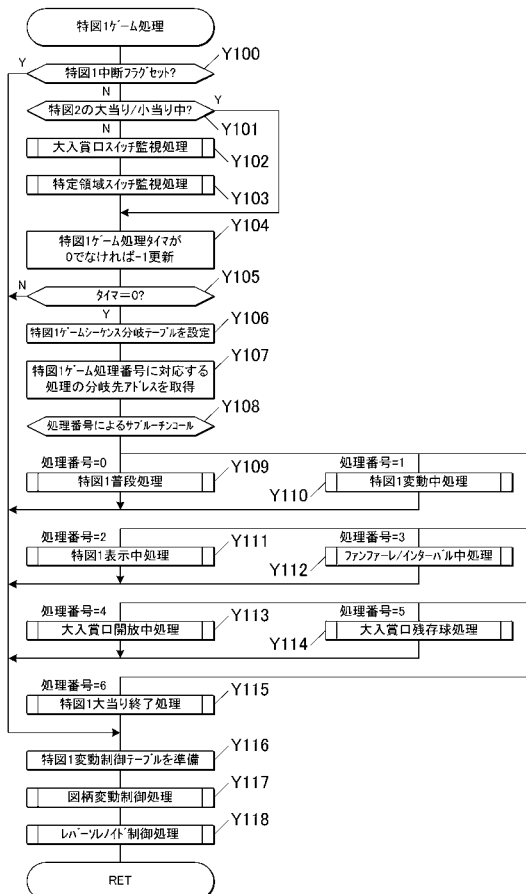 特図1ゲーム処理
Y100
Y
特図1中断フラグセット?
N
特図2の大当り/小当り中?
Y
Y101
N
大入賞口スイッチ監視処理
Y102
特定領域スイッチ監視処理
Y103
Y104
特図1ゲーム処理タイマが
0でなければ-1更新
Y105
N
タイマ=0?
Y
Y106
特図1ゲームシーケンス分岐テーブルを設定
Y107
特図1ゲーム処理番号に対応する
処理の分岐先アドレスを取得
Y108
処理番号によるサブルーチンコール
処理番号=0
Y109
処理番号=1
特図1普段処理
Y110
特図1変動中処理
処理番号=2
Y111
処理番号=3
特図1表示中処理
Y112
ファンファーレ/インターバル中処理
処理番号=4
Y113
処理番号=5
大入賞口開放中処理
Y114
大入賞口残存球処理
処理番号=6
Y115
特図1大当り終了処理
Y116
特図1変動制御テーブルを準備
Y117
図柄変動制御処理
Y118
レバーソレノイド制御処理
RET